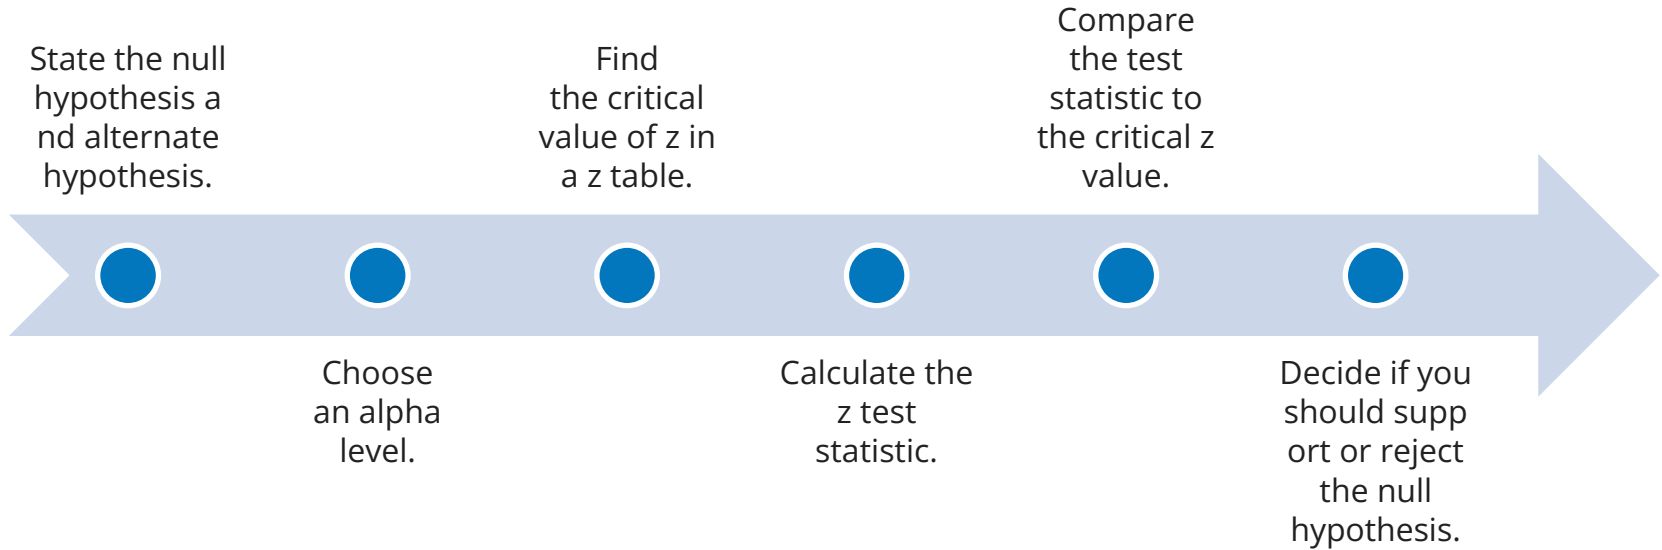 State the null
hypothesis a
nd alternate
hypothesis.
Choose
an alpha
level.
Find
the critical
value of z in
a z table.
Calculate the
z test
statistic.
Compare
the test
statistic to
the critical z
value.
Decide if you
should supp
ort or reject
the null
hypothesis.